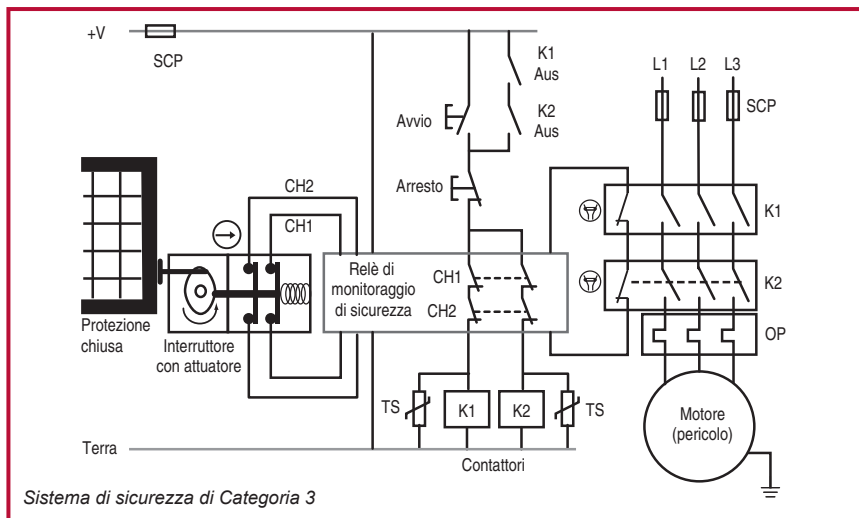 +V
SCP
K1
Aus
K2
Aus
Avvio
Arresto
L1 L2 L3
SCP
CH2
CH1
K1
Relè di
monitoraggio
di sicurezza
CH1
CH2
K2
Protezione
chiusa
Interruttore
con attuatore
OP
TS
K1
K2
TS
Motore
(pericolo)
Terra
Contattori
Sistema di sicurezza di Categoria 3